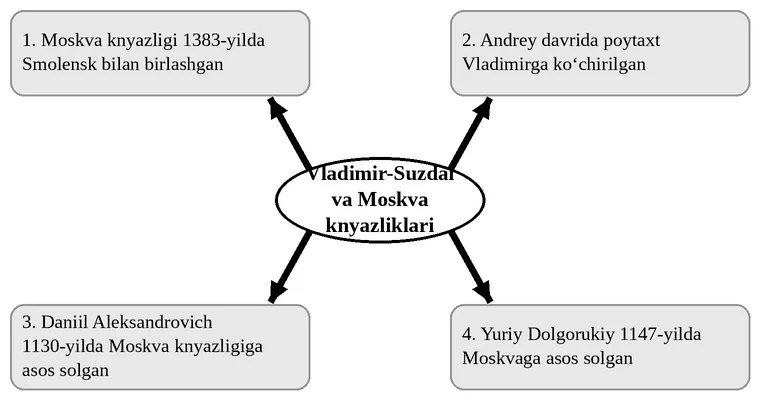 1. Moskva knyazligi 1383-yilda
Smolensk bilan birlashgan
2. Andrey davrida poytaxt
Vladimirga ko‘chirilgan
Vladimir-Suzdal
va Moskva
knyazliklari
3. Daniil Aleksandrovich
1130-yilda Moskva knyazligiga
asos solgan
4. Yuriy Dolgorukiy 1147-yilda
Moskvaga asos solgan